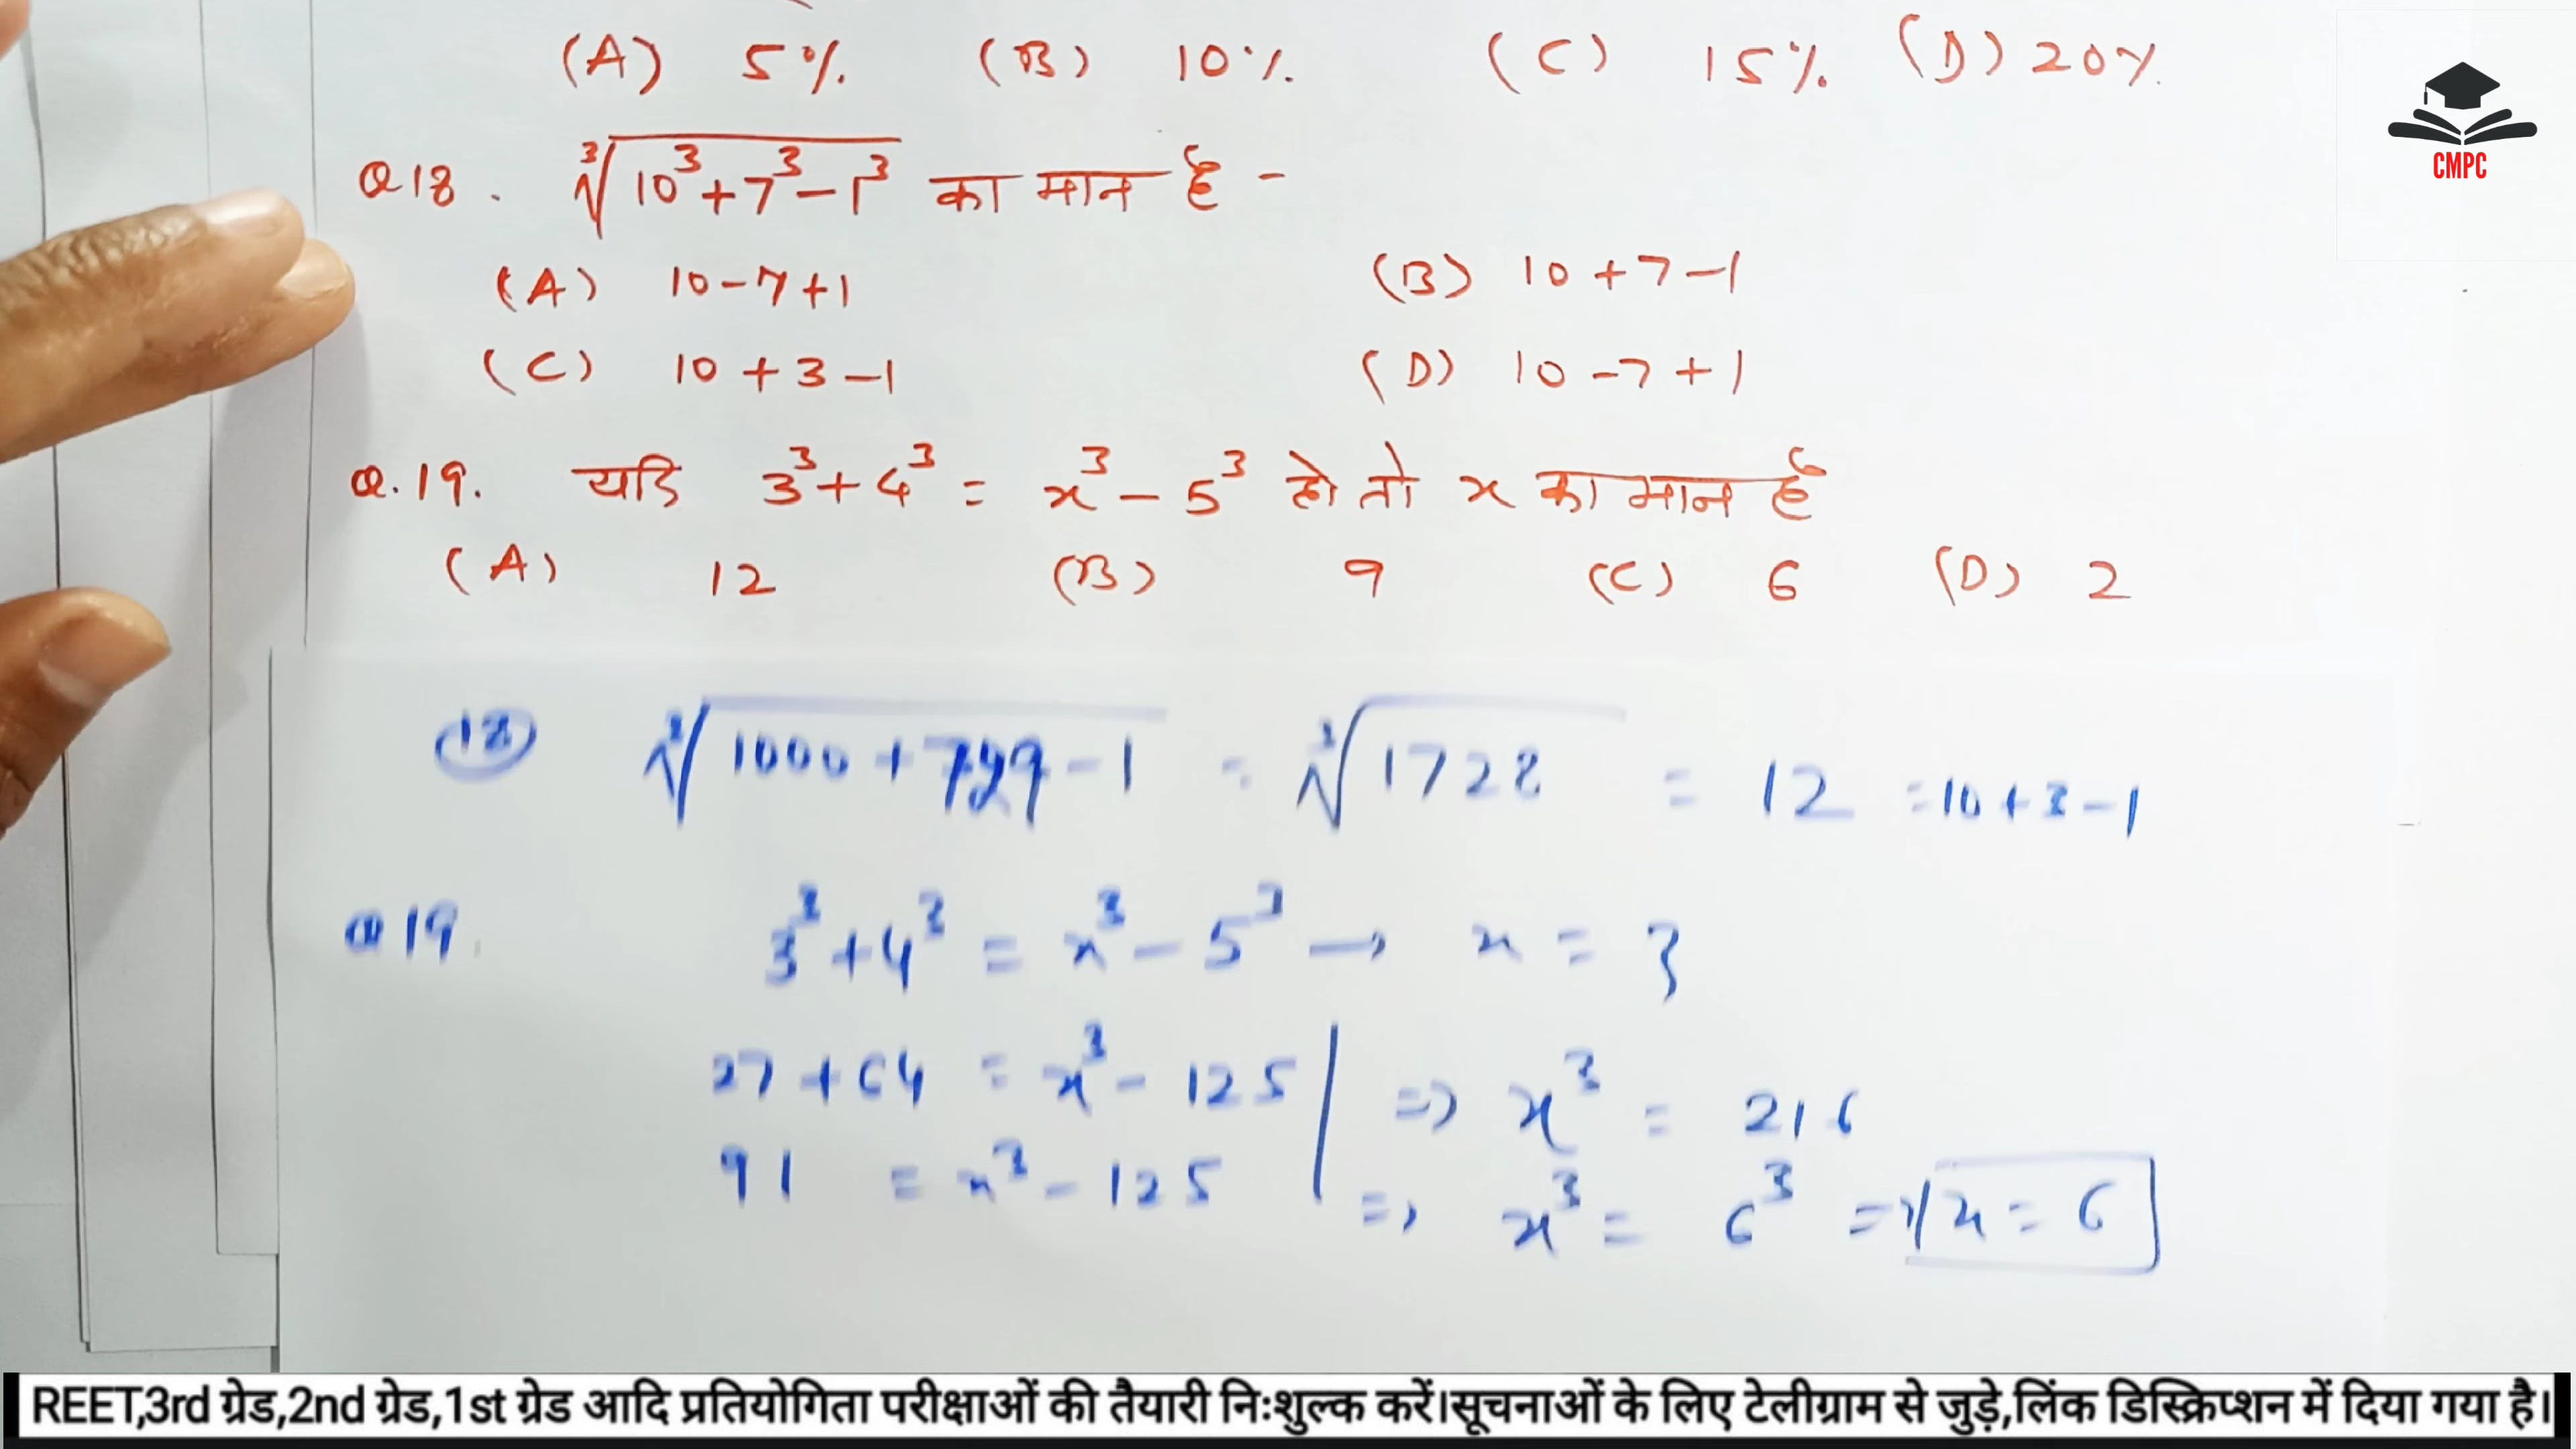 (A) 5% (B) 10% (C) 15% (D) 20%
CMPC
Q18. ∛(10³+7³-1³) का मान है -
(A) 10-7+1 (B) 10+7-1
(C) 10+3-1 (D) 10-7+1
Q.19. यदि 3³+4³ = x³-5³ हो तो x का मान है
(A) 12 (B) 9 (C) 6 (D) 2
(18) ∛(1000+729-1) = ∛1728 = 12 = 10+3-1
Q19. 3³+4³ = x³-5³ → x = ?
27+64 = x³-125 | ⇒ x³ = 216
91 = x³-125 | ⇒ x³ = 6³ ⇒ x = 6
REET,3rd ग्रेड,2nd ग्रेड,1st ग्रेड आदि प्रतियोगिता परीक्षाओं की तैयारी निःशुल्क करें।सूचनाओं के लिए टेलीग्राम से जुड़े,लिंक डिस्क्रिप्शन में दिया गया है।